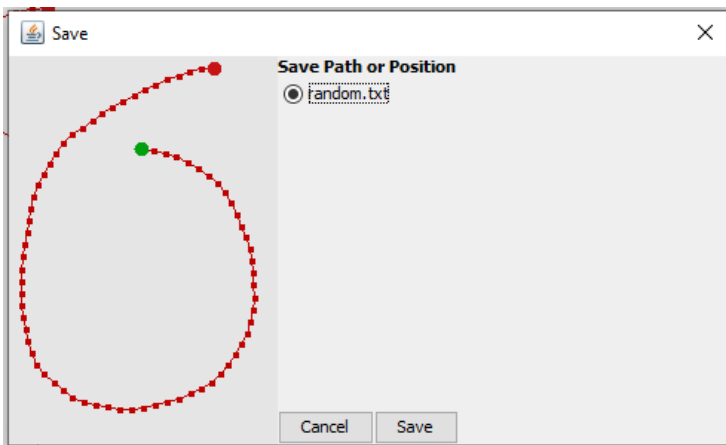 Save
Save Path or Position
random.txt
Cancel
Save